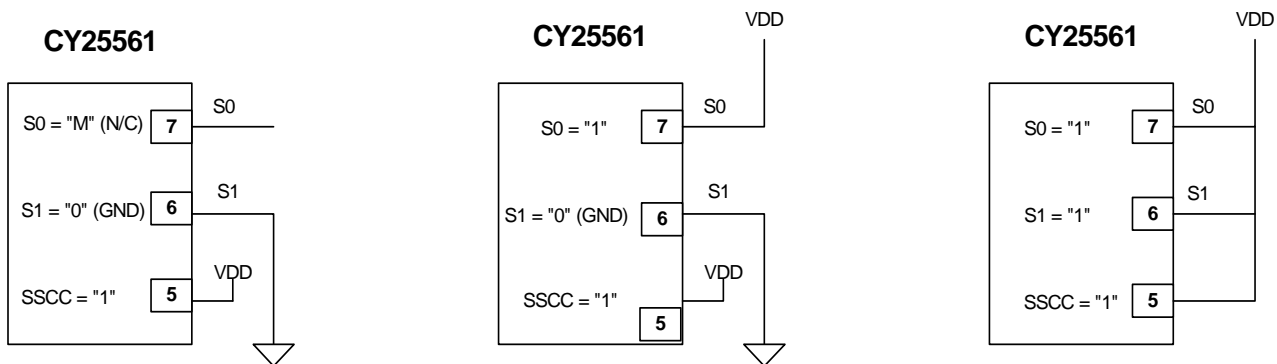 CY25561
S0 = "M" (N/C)
7
S0
S1 = "0" (GND)
6
S1
SSCC = "1"
5
VDD
CY25561
VDD
S0 = "1"
7
S0
S1 = "0" (GND)
6
S1
SSCC = "1"
5
VDD
CY25561
VDD
S0 = "1"
7
S0
S1 = "1"
6
S1
SSCC = "1"
5